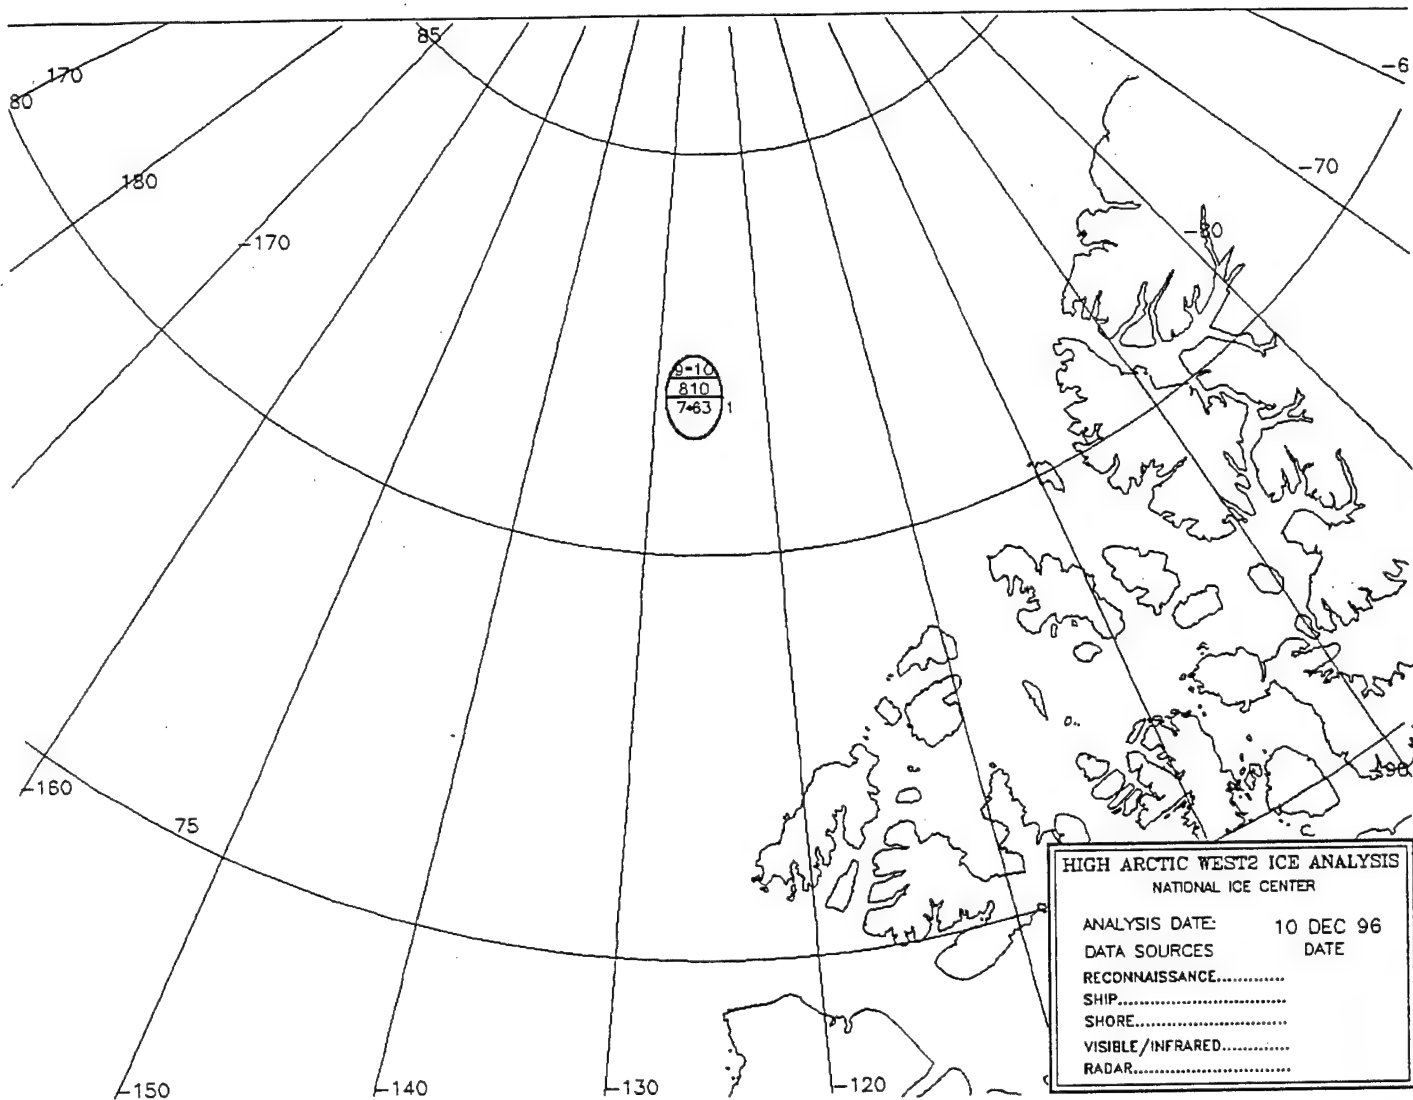 85
170
-6
80
180
-70
-170
-80
9-10
810
7•63 1
-160
-90
75
HIGH ARCTIC WEST2 ICE ANALYSIS
NATIONAL ICE CENTER
ANALYSIS DATE: 10 DEC 96
DATA SOURCES DATE
RECONNAISSANCE.............
SHIP................................
SHORE.............................
VISIBLE/INFRARED.............
RADAR..............................
-150
-140
-130
-120